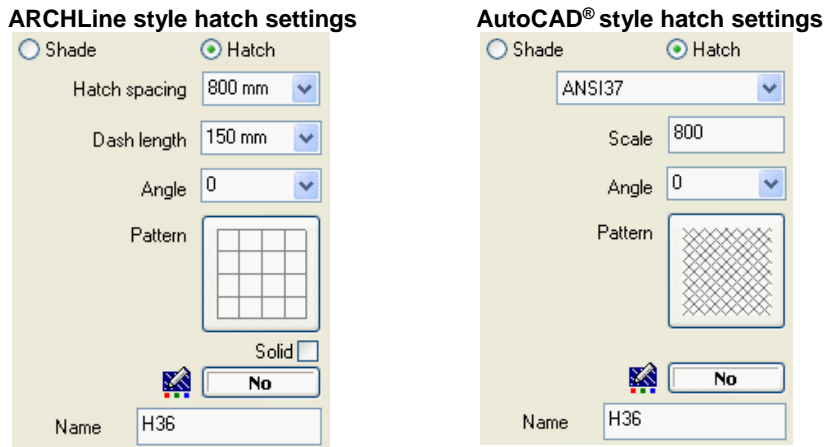 ARCHLine style hatch settings
Shade Hatch
Hatch spacing 800 mm
Dash length 150 mm
Angle 0
Pattern
Solid
No
Name H36
AutoCAD® style hatch settings
Shade Hatch
ANSI37
Scale 800
Angle 0
Pattern
No
Name H36